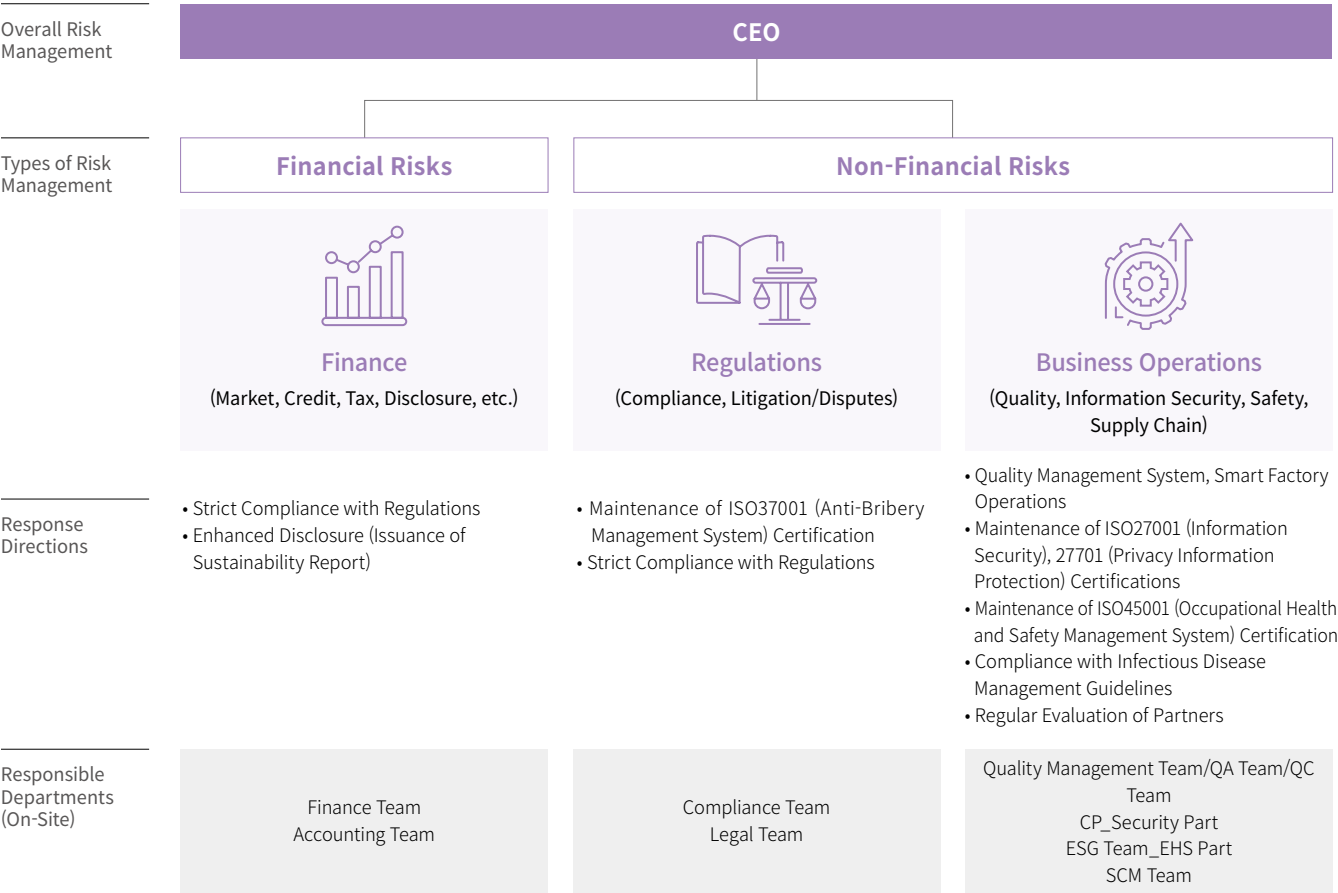 Overall Risk
Management
CEO
Types of Risk
Management
Financial Risks
Non-Financial Risks
Finance
(Market, Credit, Tax, Disclosure, etc.)
Regulations
(Compliance, Litigation/Disputes)
Business Operations
(Quality, Information Security, Safety,
Supply Chain)
Response
Directions
• Strict Compliance with Regulations
• Enhanced Disclosure (Issuance of
Sustainability Report)
• Maintenance of ISO37001 (Anti-Bribery
Management System) Certification
• Strict Compliance with Regulations
• Quality Management System, Smart Factory
Operations
• Maintenance of ISO27001 (Information
Security), 27701 (Privacy Information
Protection) Certifications
• Maintenance of ISO45001 (Occupational Health
and Safety Management System) Certification
• Compliance with Infectious Disease
Management Guidelines
• Regular Evaluation of Partners
Responsible
Departments
(On-Site)
Finance Team
Accounting Team
Compliance Team
Legal Team
Quality Management Team/QA Team/QC
Team
CP_Security Part
ESG Team_EHS Part
SCM Team